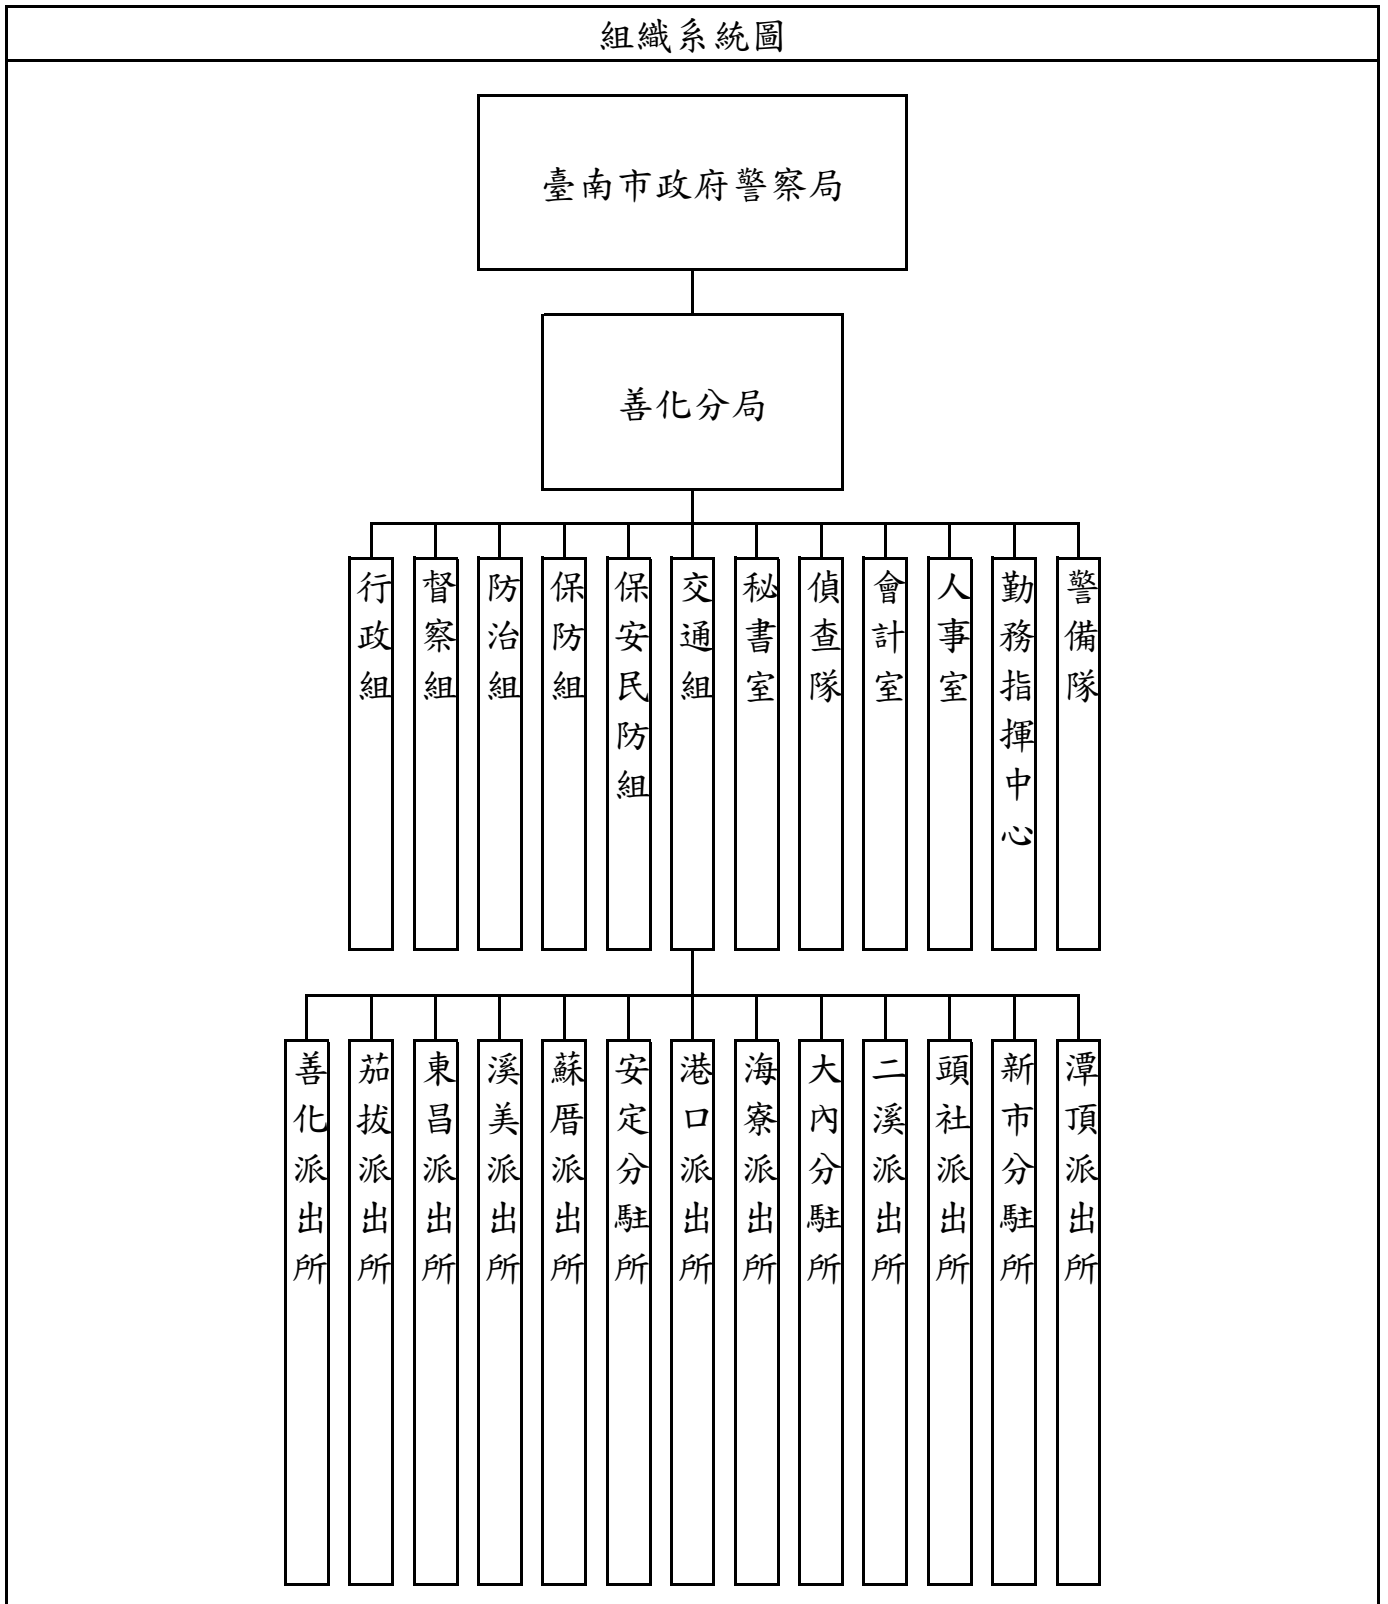 組織系統圖
臺南市政府警察局
善化分局
行政組
督察組
防治組
保防組
保安民防組
交通組
秘書室
偵查隊
會計室
人事室
勤務指揮中心
警備隊
善化派出所
茄拔派出所
東昌派出所
溪美派出所
蘇厝派出所
安定分駐所
港口派出所
海寮派出所
大內分駐所
二溪派出所
頭社派出所
新市分駐所
潭頂派出所